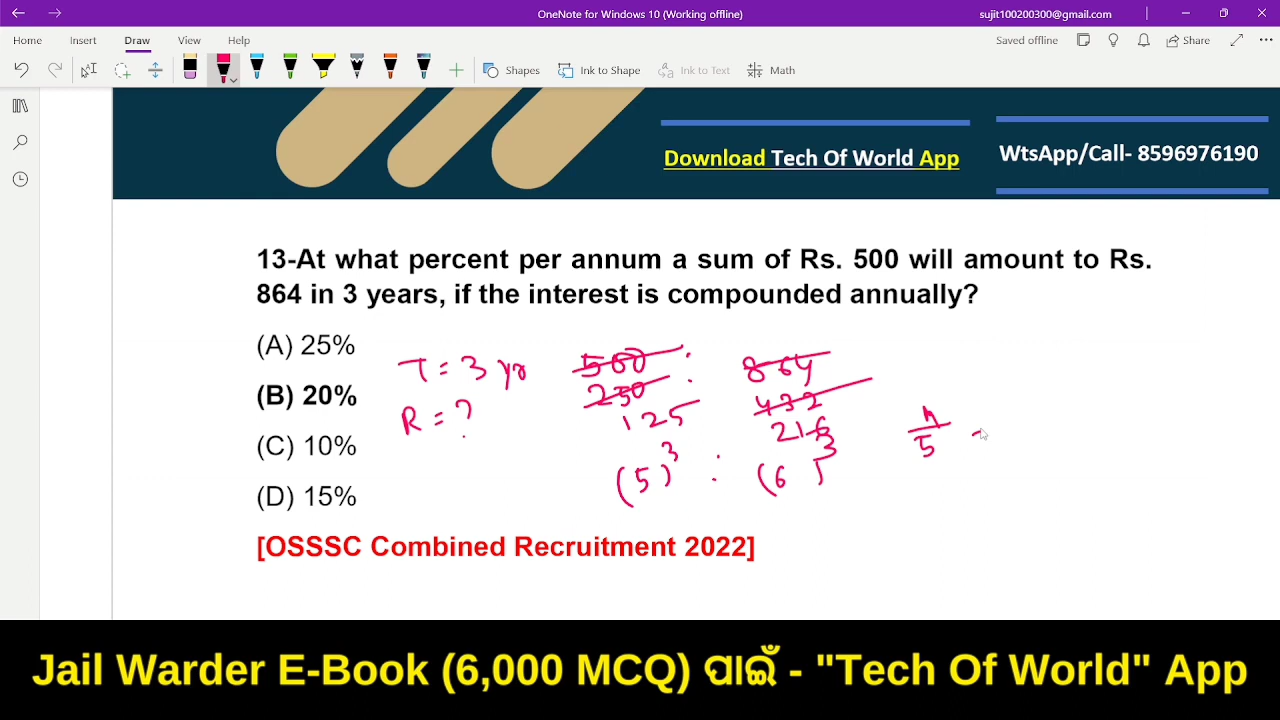 OneNote for Windows 10 (Working offline)
sujit100200300@gmail.com
Home Insert Draw View Help
Saved offline
Share
Shapes Ink to Shape Ink to Text Math
Download Tech Of World App
WtsApp/Call- 8596976190
13-At what percent per annum a sum of Rs. 500 will amount to Rs.
864 in 3 years, if the interest is compounded annually?
(A) 25%
(B) 20%
(C) 10%
(D) 15%
T = 3 yr
R = ?
500 : 864
250 : 432
125 216
(5)³ : (6)³
5
[OSSSC Combined Recruitment 2022]
Jail Warder E-Book (6,000 MCQ) ପାଇଁ - "Tech Of World" App